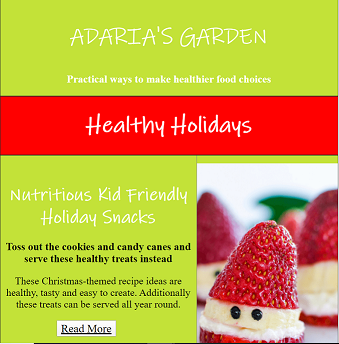 ADARIA'S GARDEN
Practical ways to make healthier food choices
Healthy Holidays
Nutritious Kid Friendly
Holiday Snacks
Toss out the cookies and candy canes and
serve these healthy treats instead
These Christmas-themed recipe ideas are
healthy, tasty and easy to create. Additionally
these treats can be served all year round.
Read More